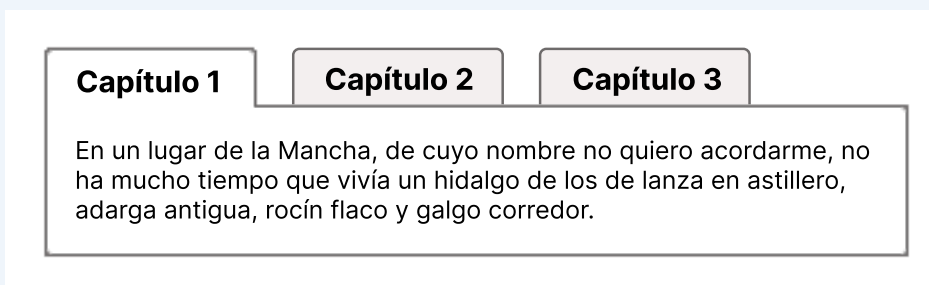 Capítulo 1
Capítulo 2
Capítulo 3
En un lugar de la Mancha, de cuyo nombre no quiero acordarme, no
ha mucho tiempo que vivía un hidalgo de los de lanza en astillero,
adarga antigua, rocín flaco y galgo corredor.